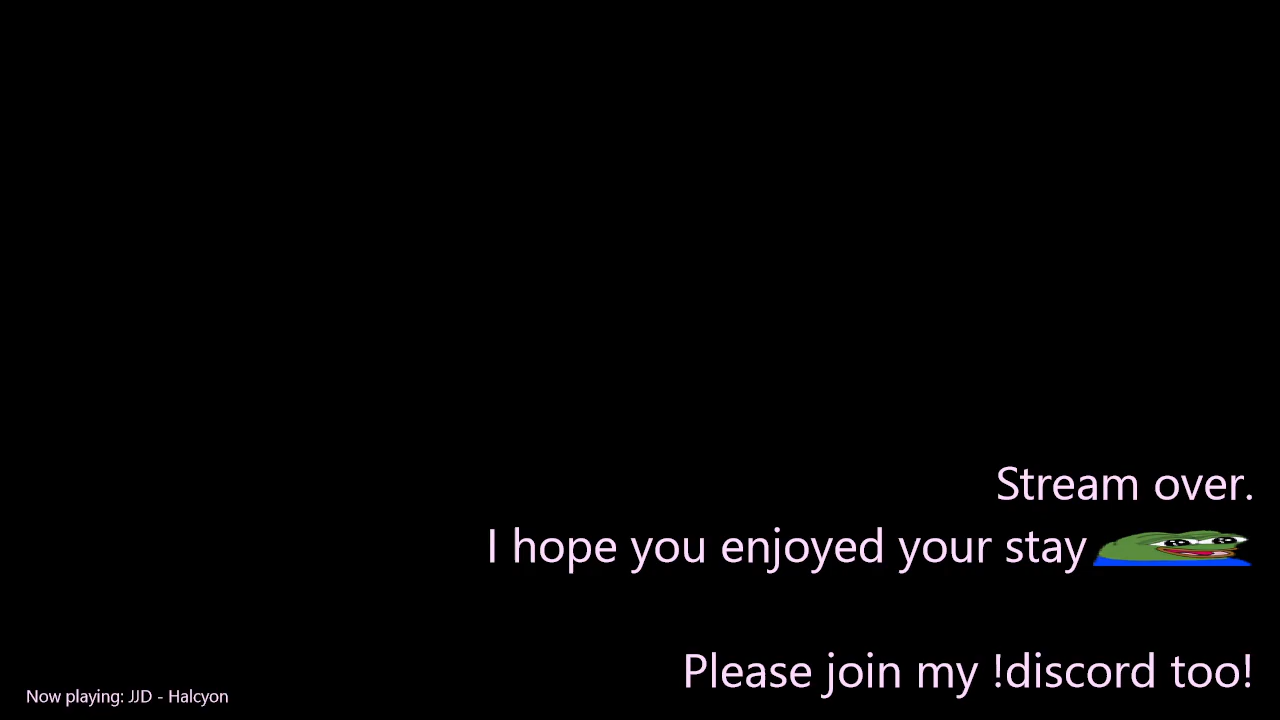 Stream over.
I hope you enjoyed your stay
Please join my !discord too!
Now playing: JJD - Halcyon